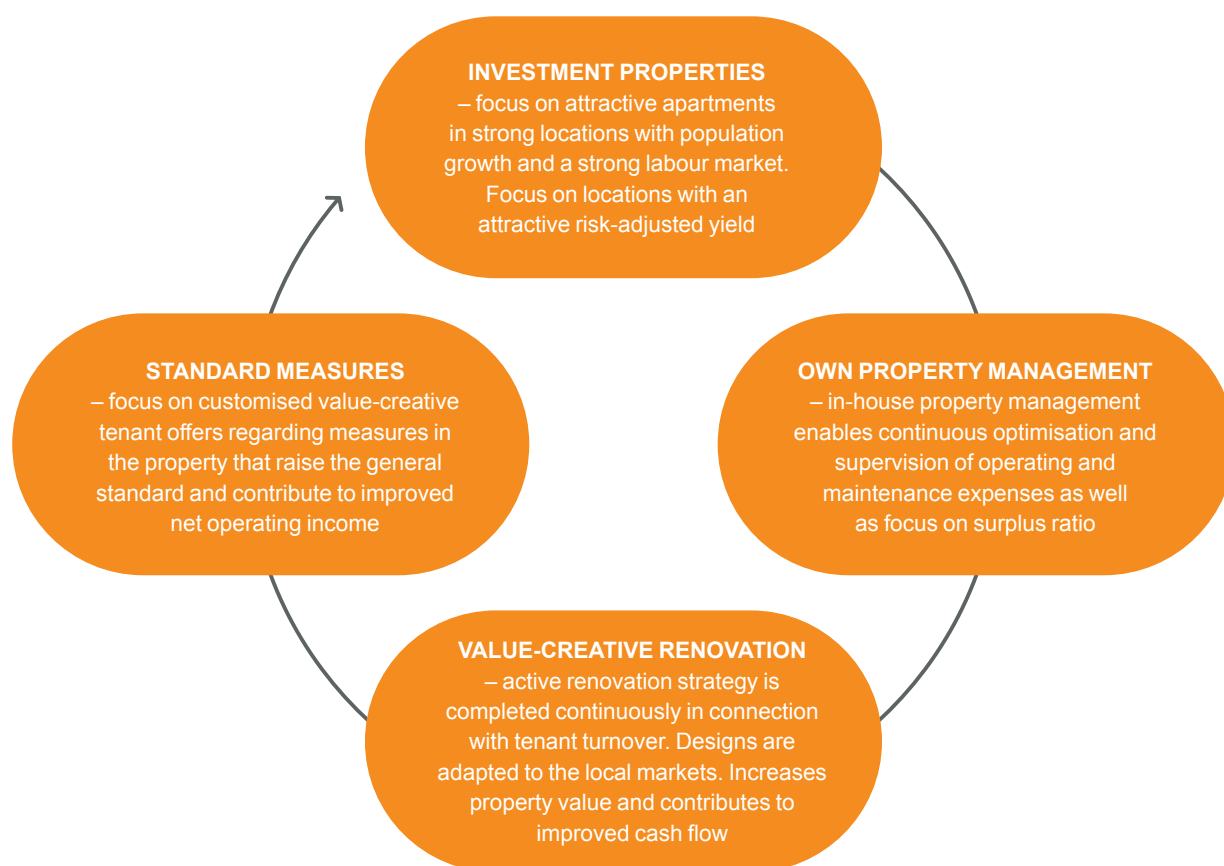 INVESTMENT PROPERTIES
– focus on attractive apartments
in strong locations with population
growth and a strong labour market.
Focus on locations with an
attractive risk-adjusted yield
STANDARD MEASURES
– focus on customised value-creative
tenant offers regarding measures in
the property that raise the general
standard and contribute to improved
net operating income
OWN PROPERTY MANAGEMENT
– in-house property management
enables continuous optimisation and
supervision of operating and
maintenance expenses as well
as focus on surplus ratio
VALUE-CREATIVE RENOVATION
– active renovation strategy is
completed continuously in connection
with tenant turnover. Designs are
adapted to the local markets. Increases
property value and contributes to
improved cash flow